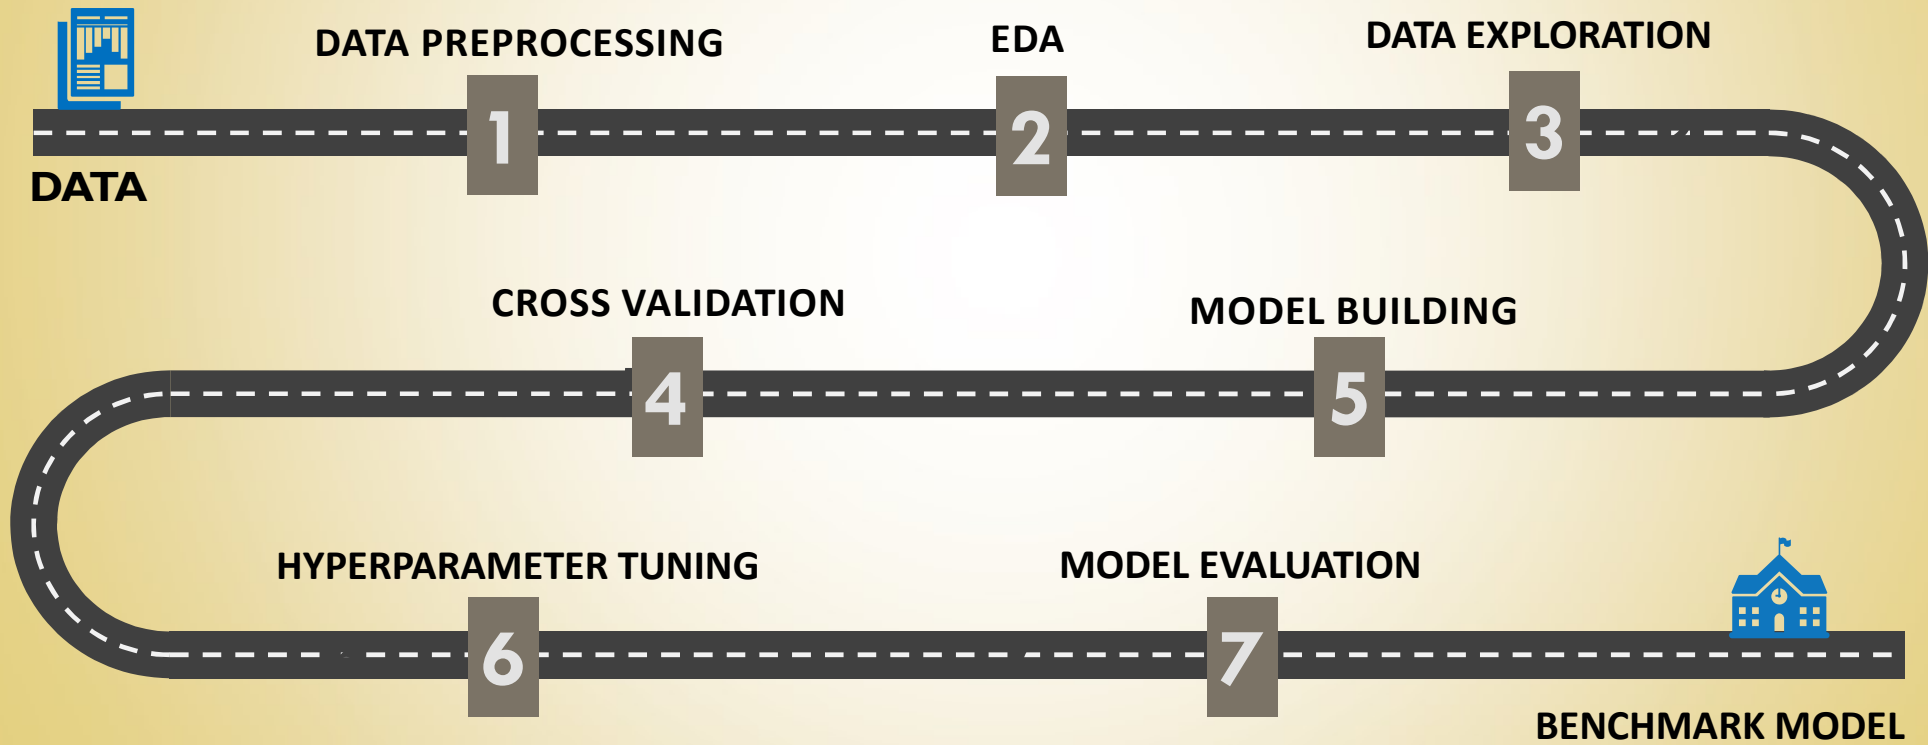 DATA PREPROCESSING
EDA
DATA EXPLORATION
1
2
3
DATA
CROSS VALIDATION
MODEL BUILDING
4
5
HYPERPARAMETER TUNING
MODEL EVALUATION
6
7
BENCHMARK MODEL